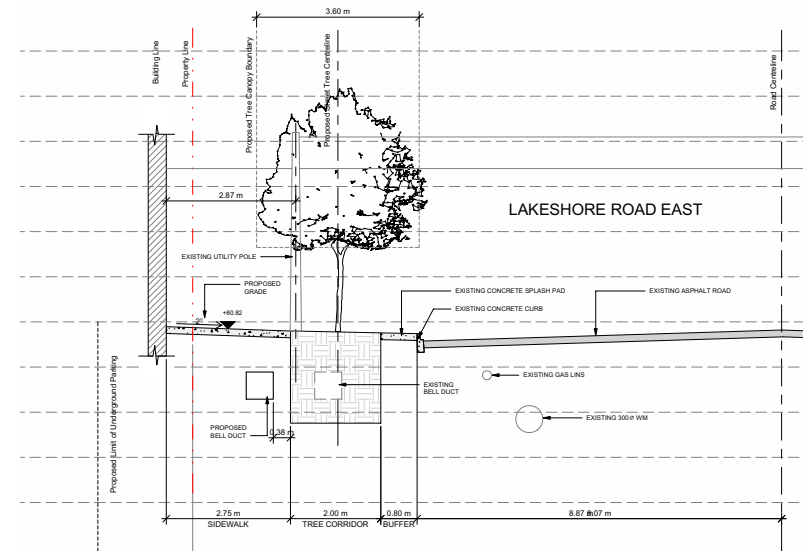 3.60 m
Building Line
Property Line
Proposed Tree Canopy Boundary
Proposed Street Tree Centreline
Road Centreline
2.87 m
LAKESHORE ROAD EAST
EXISTING UTILITY POLE
PROPOSED
GRADE
EXISTING CONCRETE SPLASH PAD
EXISTING ASPHALT ROAD
+80.82
EXISTING CONCRETE CURB
Proposed Limit of Underground Parking
EXISTING GAS LINS
EXISTING
BELL DUCT
EXISTING 300Ø WM
PROPOSED
BELL DUCT
0.38 m
2.75 m
2.00 m
0.80 m
SIDEWALK
TREE CORRIDOR
BUFFER